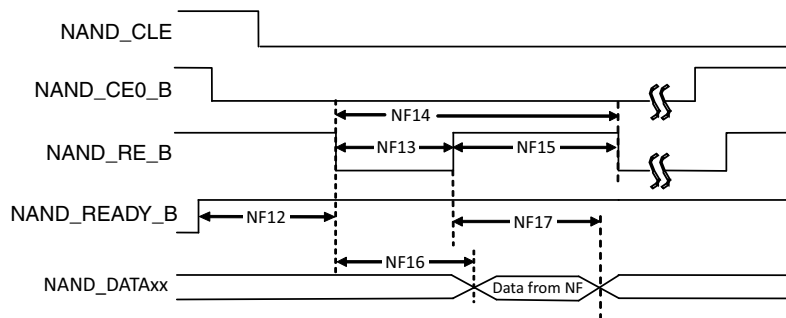 NAND_CLE
NAND_CE0_B
NF14
NAND_RE_B
NF13
NF15
NAND_READY_B
NF12
NF17
NF16
NAND_DATAxx
Data from NF